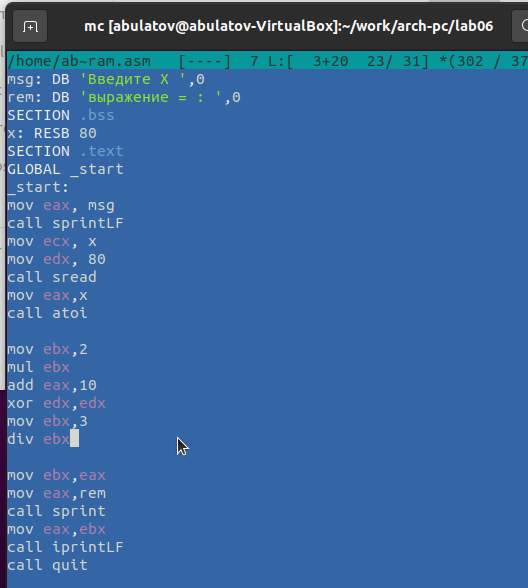 mc [abulatov@abulatov-VirtualBox]:~/work/arch-pc/lab06
/home/ab~ram.asm   [----]  7 L:[  3+20  23/ 31] *(302 / 37
msg: DB 'Введите X ',0
rem: DB 'выражение = : ',0
SECTION .bss
x: RESB 80
SECTION .text
GLOBAL _start
_start:
mov eax, msg
call sprintLF
mov ecx, x
mov edx, 80
call sread
mov eax,x
call atoi
mov ebx,2
mul ebx
add eax,10
xor edx,edx
mov ebx,3
div ebx
mov ebx,eax
mov eax,rem
call sprint
mov eax,ebx
call iprintLF
call quit